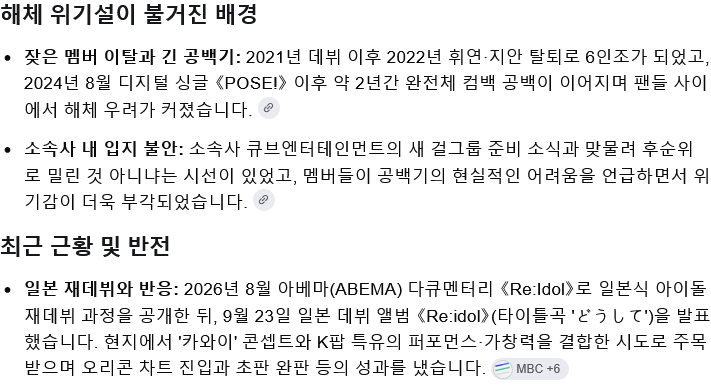 해체 위기설이 불거진 배경
• 잦은 멤버 이탈과 긴 공백기: 2021년 데뷔 이후 2022년 휘연·지안 탈퇴로 6인조가 되었고,
2024년 8월 디지털 싱글 《POSE!》 이후 약 2년간 완전체 컴백 공백이 이어지며 팬들 사이
에서 해체 우려가 커졌습니다.
• 소속사 내 입지 불안: 소속사 큐브엔터테인먼트의 새 걸그룹 준비 소식과 맞물려 후순위
로 밀린 것 아니냐는 시선이 있었고, 멤버들이 공백기의 현실적인 어려움을 언급하면서 위
기감이 더욱 부각되었습니다.
최근 근황 및 반전
• 일본 재데뷔와 반응: 2026년 8월 아베마(ABEMA) 다큐멘터리 《Re:Idol》로 일본식 아이돌
재데뷔 과정을 공개한 뒤, 9월 23일 일본 데뷔 앨범 《Re:idol》(타이틀곡 'どうして')을 발표
했습니다. 현지에서 '카와이' 콘셉트와 K팝 특유의 퍼포먼스·가창력을 결합한 시도로 주목
받으며 오리콘 차트 진입과 초판 완판 등의 성과를 냈습니다. MBC +6